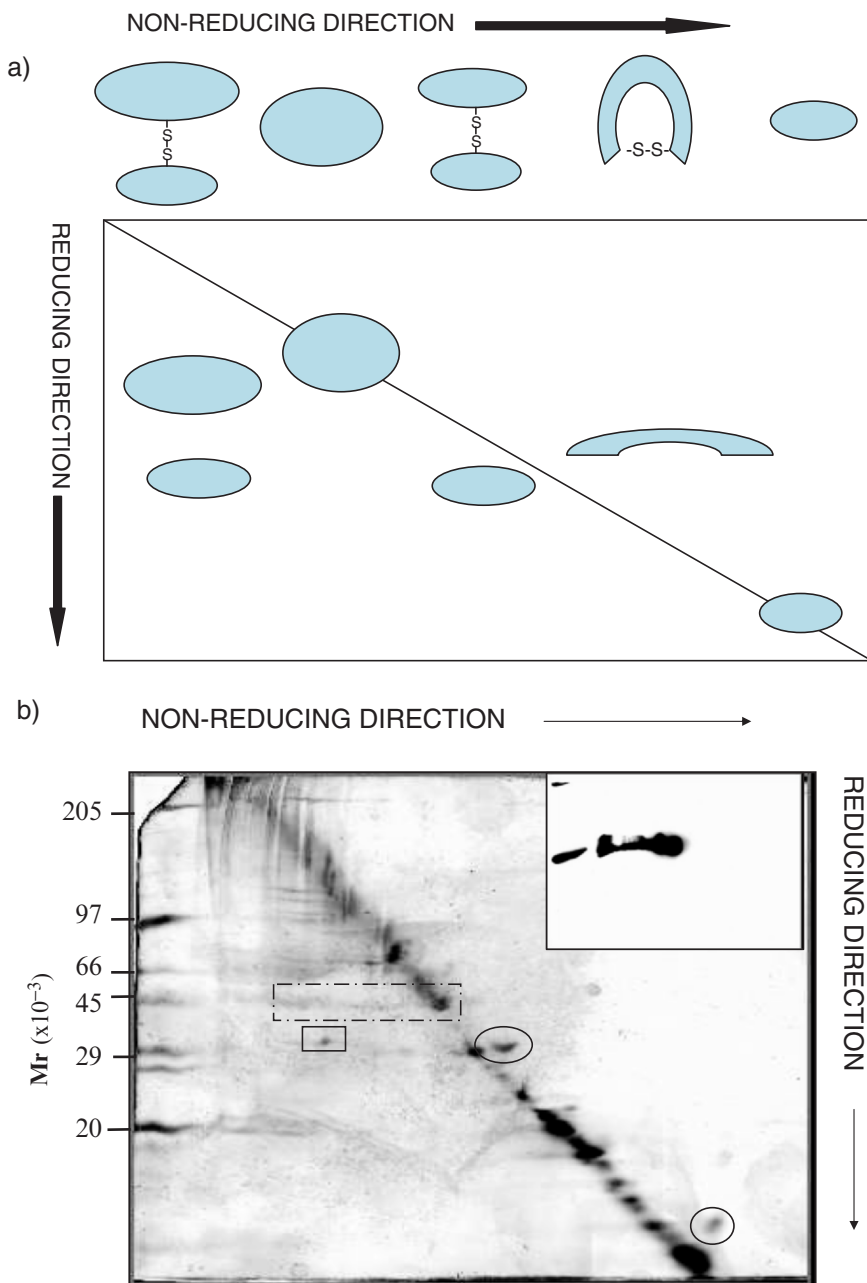 NON-REDUCING DIRECTION
a)
S
S
S
S
-S-S-
REDUCING DIRECTION
b)
NON-REDUCING DIRECTION
205
97
66
45
29
20
Mr (x10⁻³)
REDUCING DIRECTION